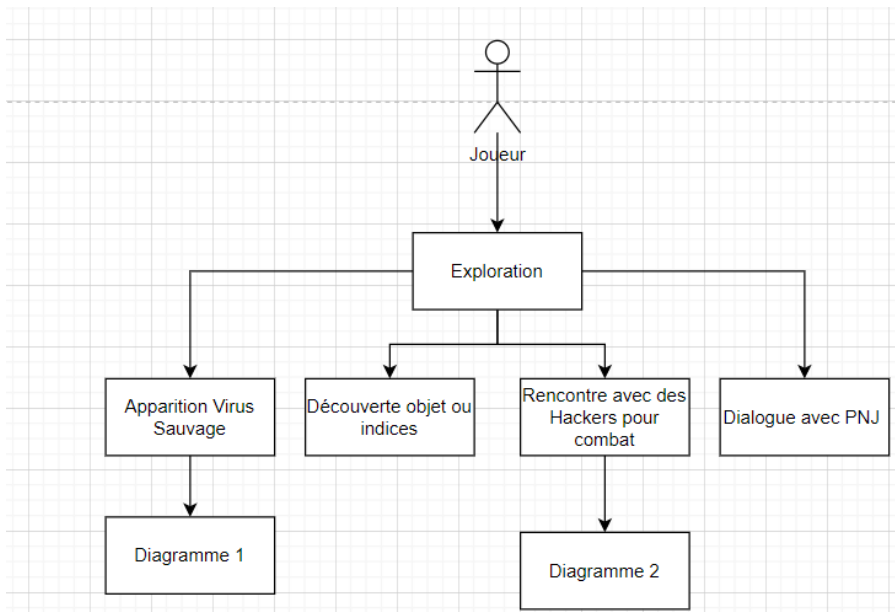 Joueur
Exploration
Apparition Virus
Sauvage
Découverte objet ou
indices
Rencontre avec des
Hackers pour
combat
Dialogue avec PNJ
Diagramme 1
Diagramme 2